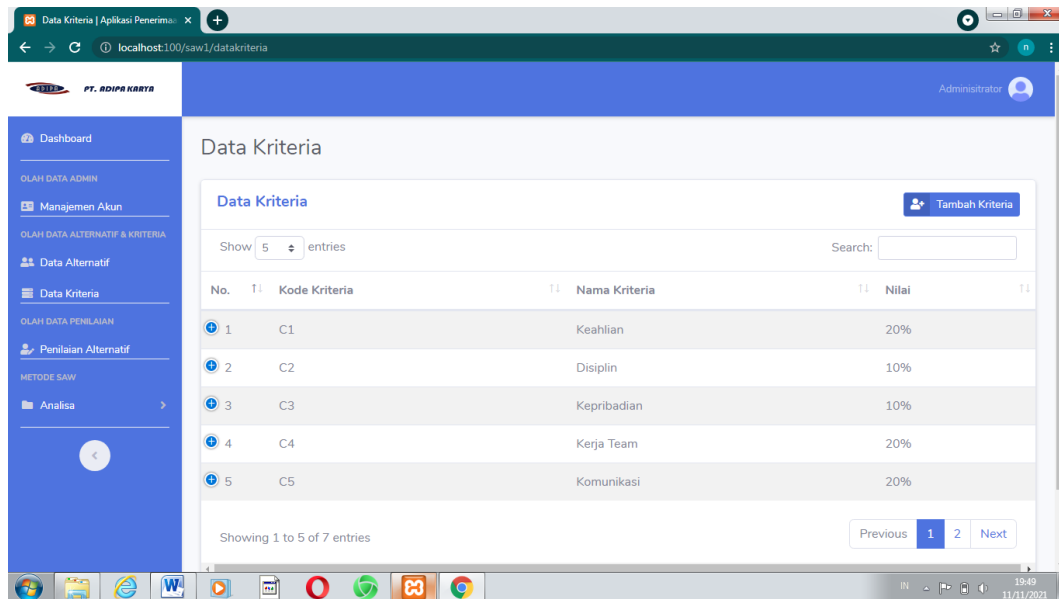 Data Kriteria | Aplikasi Penerimaa
localhost:100/saw1/datakriteria
n
ADIPA PT. ADIPA KARYA
Adminisitrator
Dashboard
OLAH DATA ADMIN
Manajemen Akun
OLAH DATA ALTERNATIF & KRITERIA
Data Alternatif
Data Kriteria
OLAH DATA PENILAIAN
Penilaian Alternatif
METODE SAW
Analisa
Data Kriteria
Data Kriteria
Tambah Kriteria
Show 5 entries
Search:
No. Kode Kriteria Nama Kriteria Nilai
1 C1 Keahlian 20%
2 C2 Disiplin 10%
3 C3 Kepribadian 10%
4 C4 Kerja Team 20%
5 C5 Komunikasi 20%
Showing 1 to 5 of 7 entries
Previous 1 2 Next
IN
19:49
11/11/2021